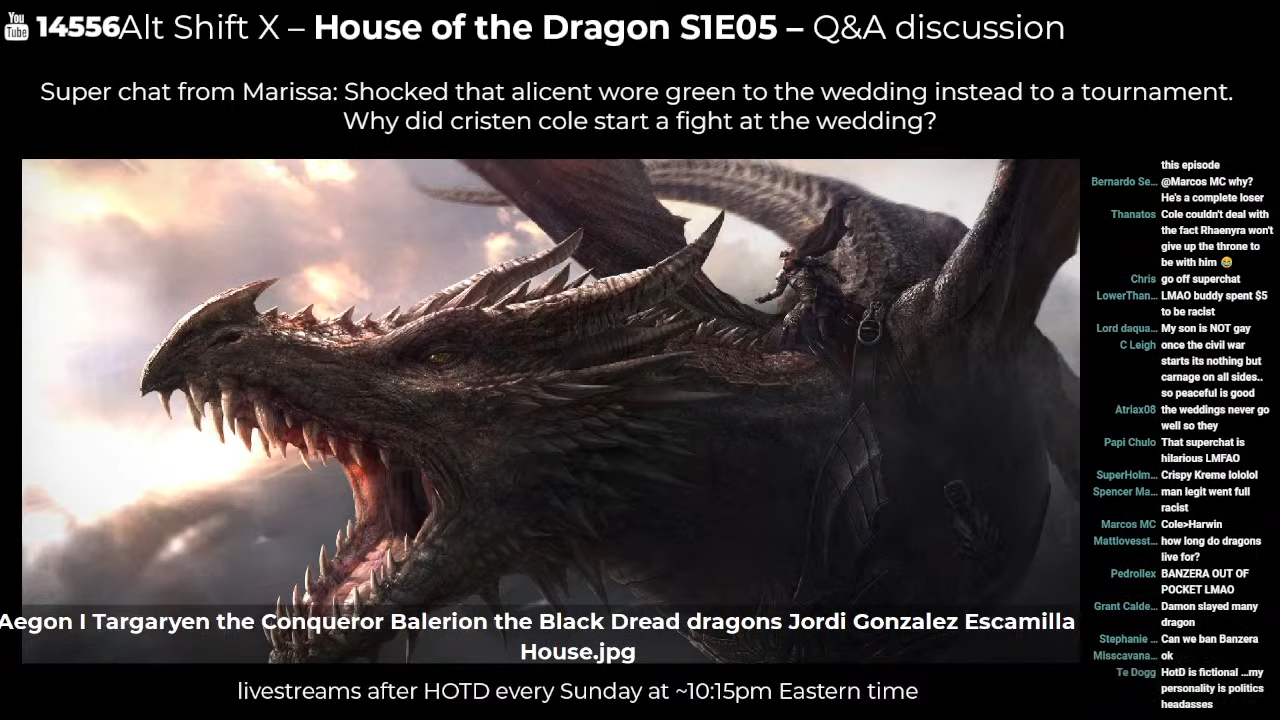 You Tube 14556 Alt Shift X – House of the Dragon S1E05 – Q&A discussion
Super chat from Marissa: Shocked that alicent wore green to the wedding instead to a tournament.
Why did cristen cole start a fight at the wedding?
this episode
Bernardo Se... @Marcos MC why?
He's a complete loser
Thanatos Cole couldn't deal with
the fact Rhaenyra won't
give up the throne to
be with him 😂
Chris go off superchat
LowerThan... LMAO buddy spent $5
to be racist
Lord daqua... My son is NOT gay
C Leigh once the civil war
starts its nothing but
carnage on all sides..
so peaceful is good
Atriax08 the weddings never go
well so they
Papi Chulo That superchat is
hilarious LMFAO
SuperHolm... Crispy Kreme lololol
Spencer Ma... man legit went full
racist
Marcos MC Cole>Harwin
Mattlovesst... how long do dragons
live for?
Pedrollex BANZERA OUT OF
POCKET LMAO
Grant Calde... Damon slayed many
dragon
Stephanie ... Can we ban Banzera
Misscavana... ok
Te Dogg HotD is fictional ...my
personality is politics
headasses
Aegon I Targaryen the Conqueror Balerion the Black Dread dragons Jordi Gonzalez Escamilla
House.jpg
livestreams after HOTD every Sunday at ~10:15pm Eastern time